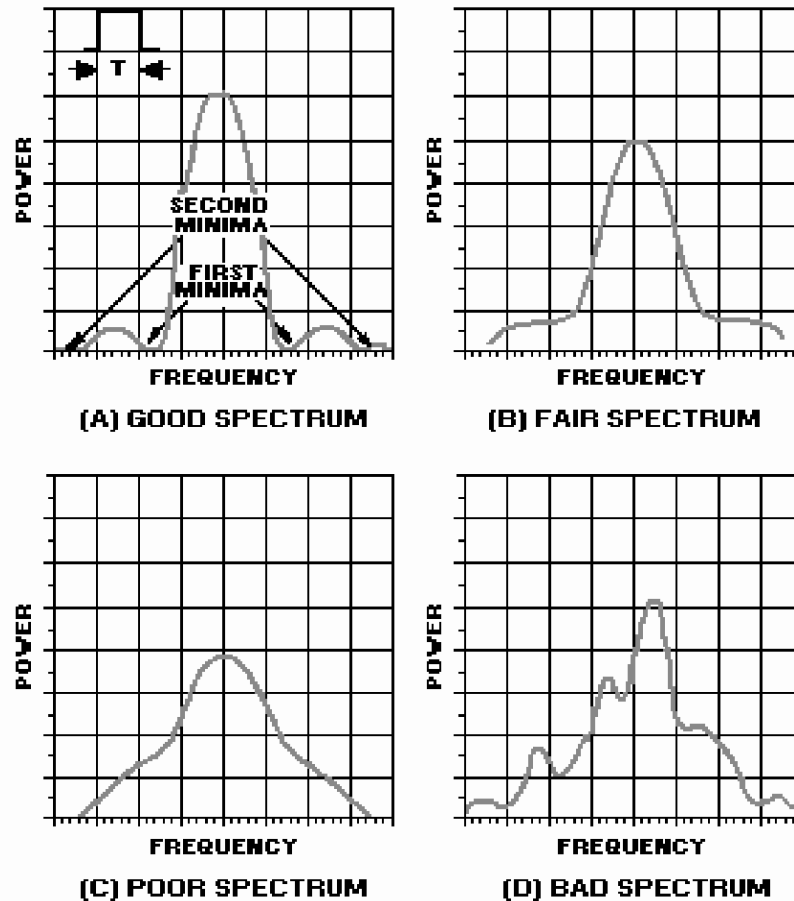 T
POWER
SECOND
MINIMA
FIRST
MINIMA
FREQUENCY
(A) GOOD SPECTRUM
POWER
FREQUENCY
(B) FAIR SPECTRUM
POWER
FREQUENCY
(C) POOR SPECTRUM
POWER
FREQUENCY
(D) BAD SPECTRUM